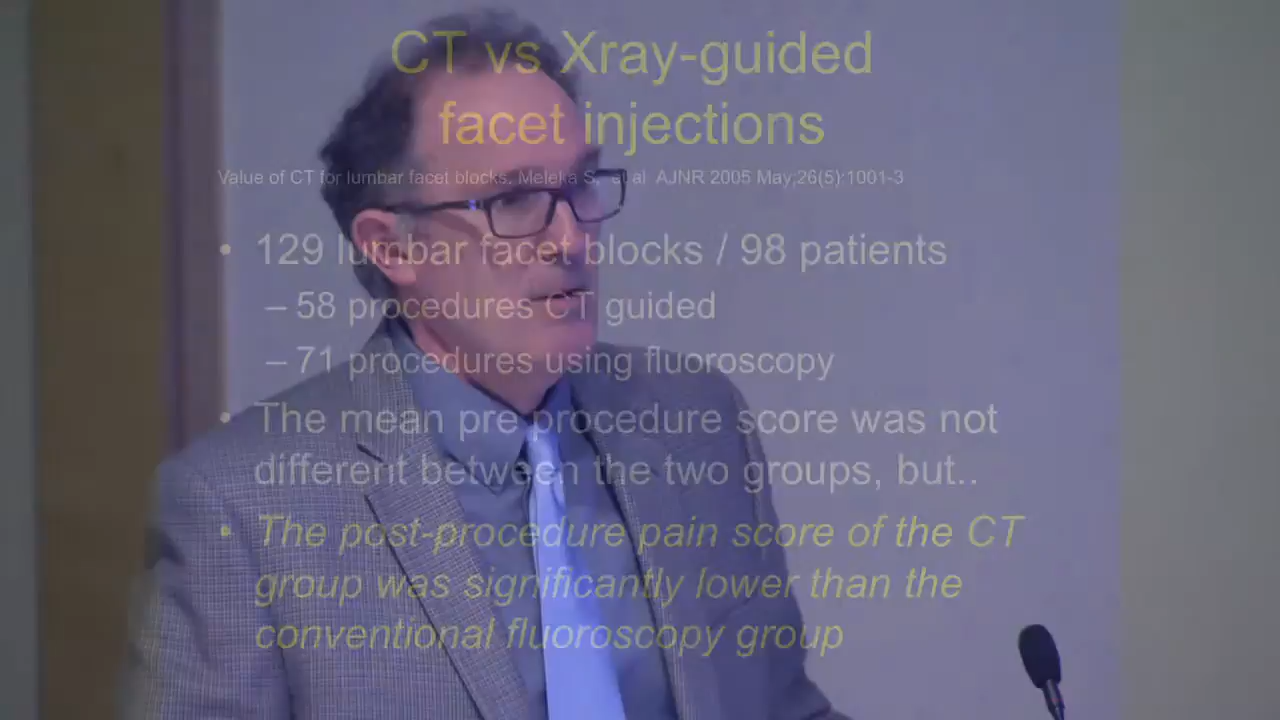 CT vs Xray-guided
facet injections
Value of CT for lumbar facet blocks. Meleka S, et al AJNR 2005 May;26(5):1001-3
• 129 lumbar facet blocks / 98 patients
– 58 procedures CT guided
– 71 procedures using fluoroscopy
• The mean pre procedure score was not
different between the two groups, but..
• The post-procedure pain score of the CT
group was significantly lower than the
conventional fluoroscopy group